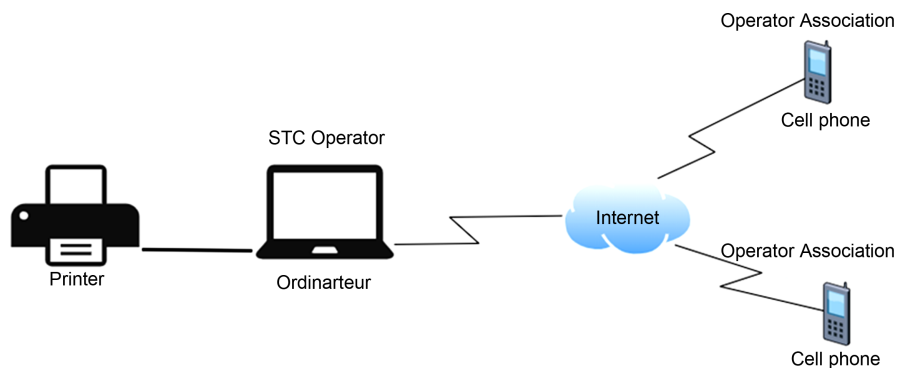 Operator Association
Cell phone
STC Operator
Internet
Operator Association
Printer
Ordinarteur
Cell phone